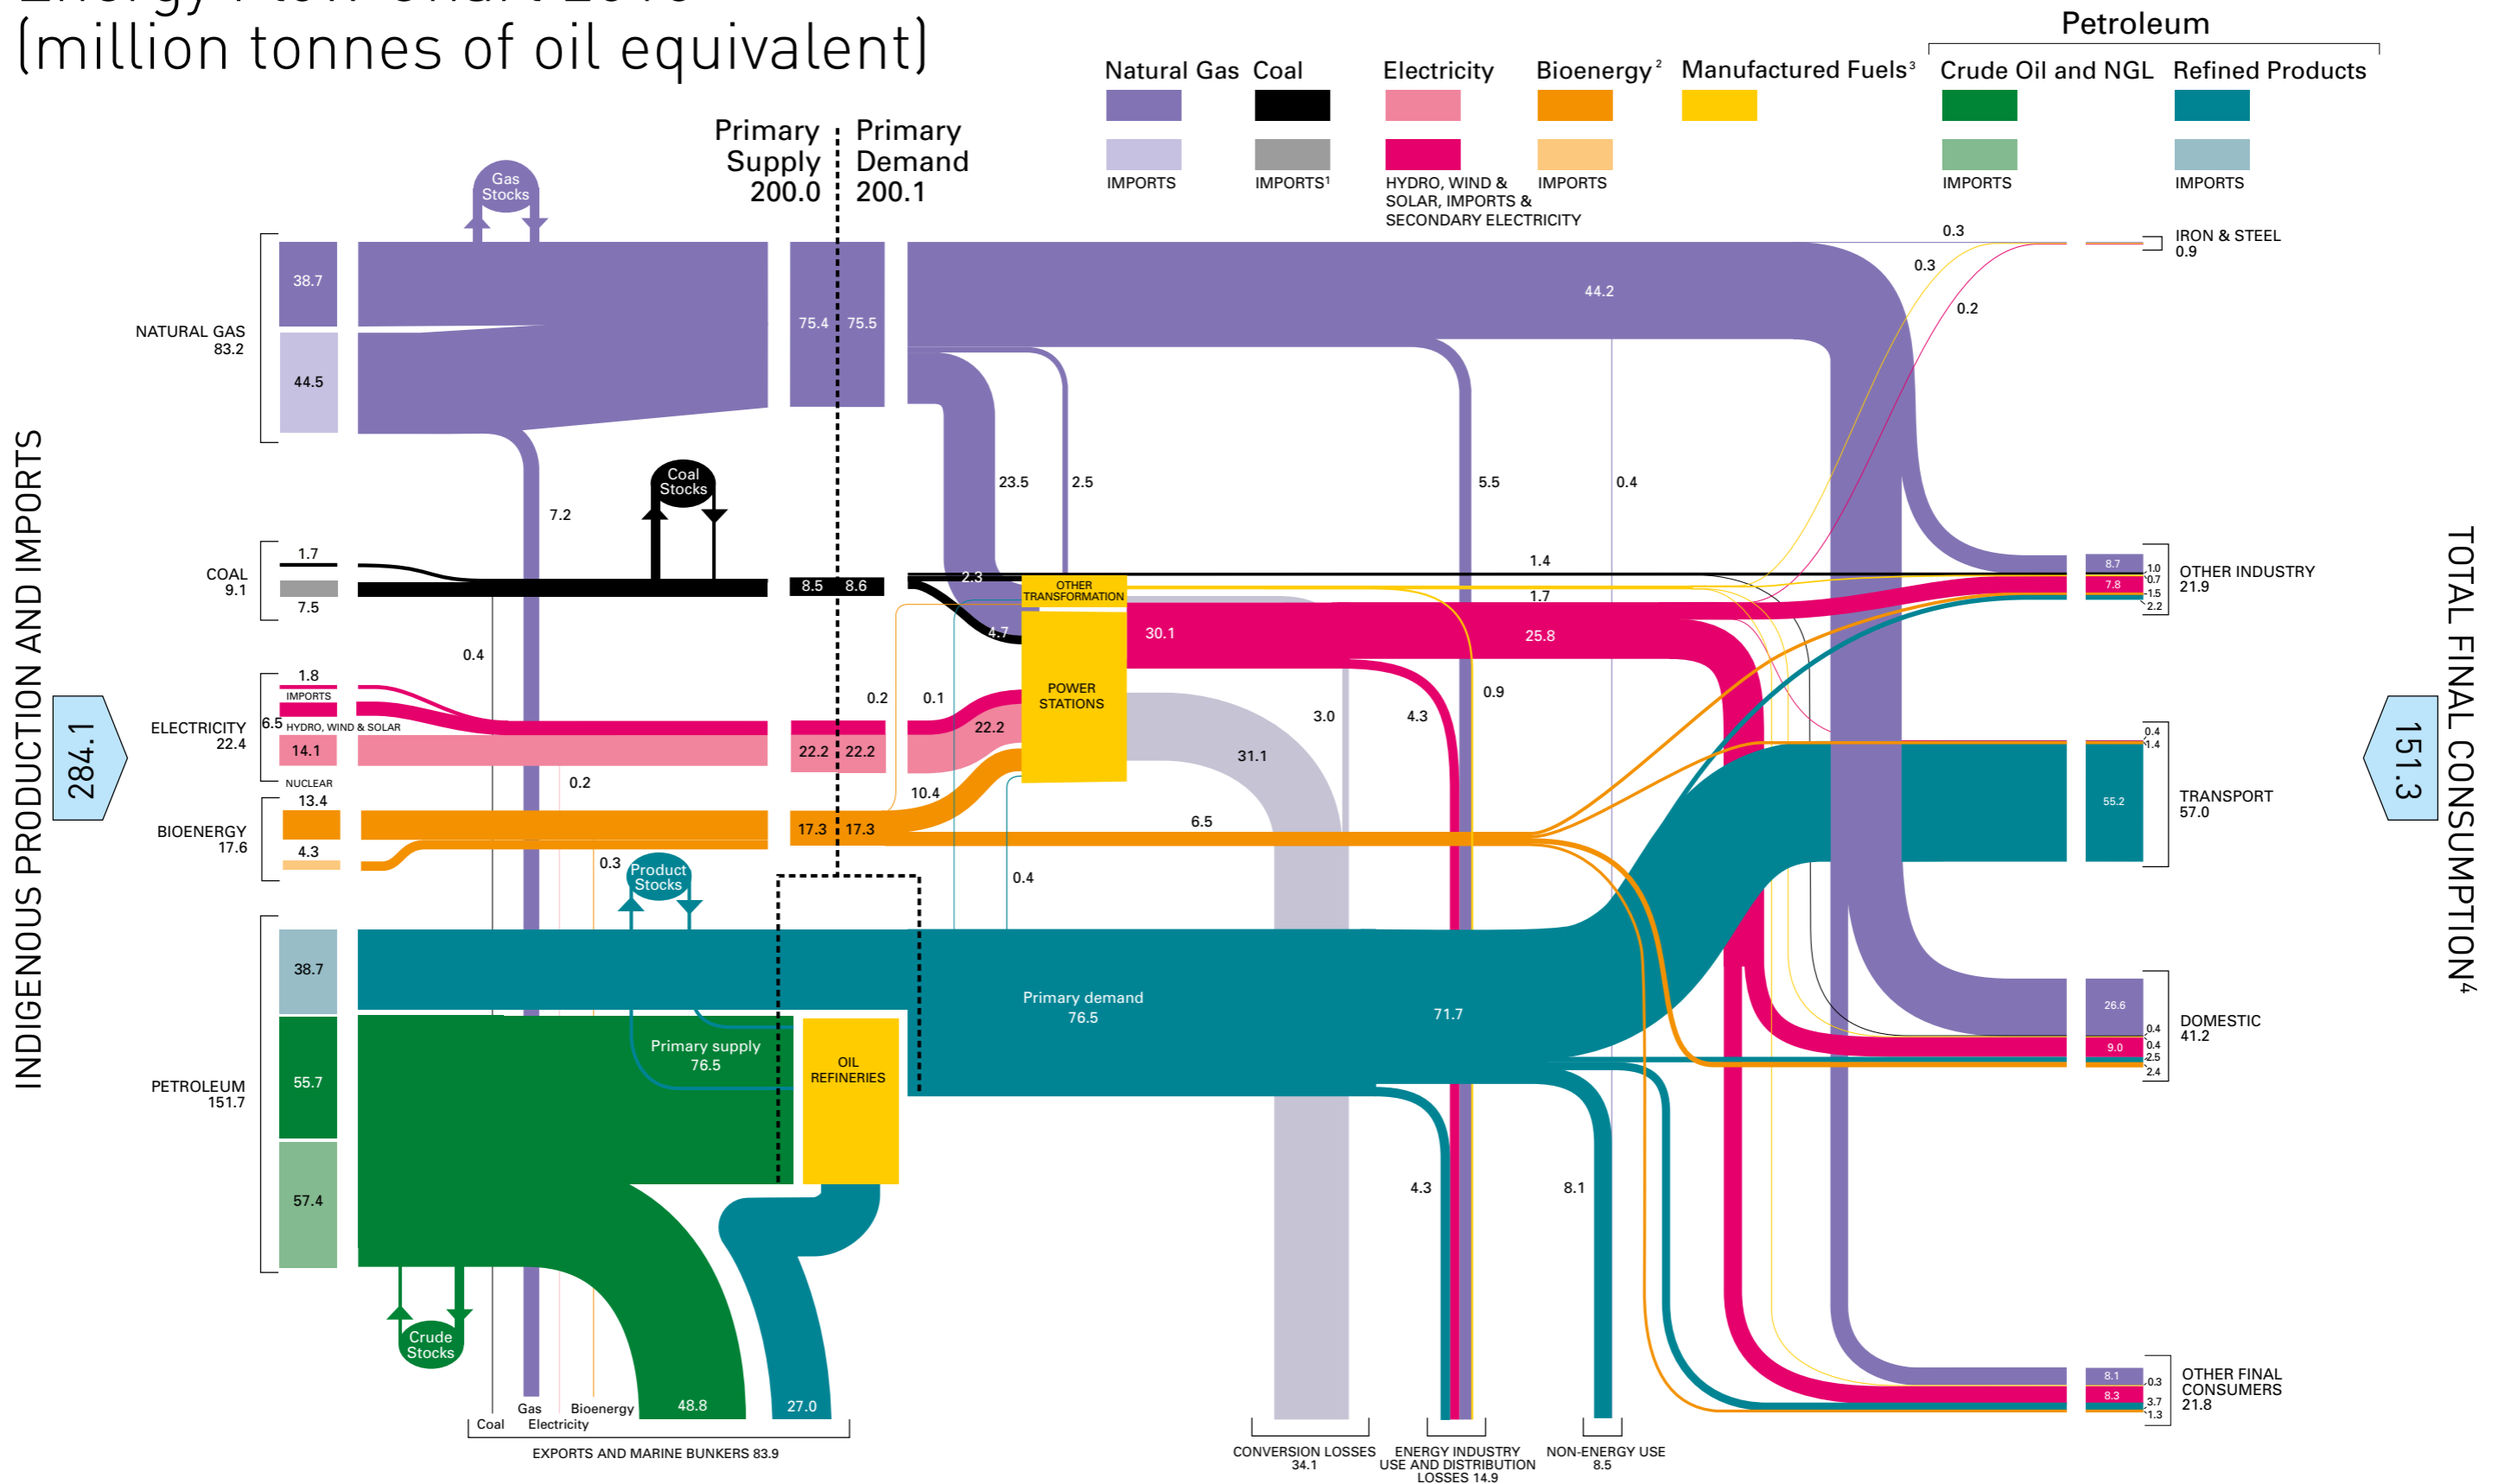 (million tonnes of oil equivalent)
Petroleum
Natural Gas
Coal
Electricity
Bioenergy²
Manufactured Fuels³
Crude Oil and NGL
Refined Products
IMPORTS
IMPORTS¹
HYDRO, WIND &
SOLAR, IMPORTS &
SECONDARY ELECTRICITY
IMPORTS
IMPORTS
IMPORTS
Primary
Supply
200.0
Primary
Demand
200.1
INDIGENOUS PRODUCTION AND IMPORTS
284.1
NATURAL GAS
83.2
38.7
44.5
Gas
Stocks
75.4
75.5
7.2
44.2
23.5
2.5
5.5
0.4
COAL
9.1
1.7
7.5
Coal
Stocks
8.5
8.6
0.4
2.3
4.7
1.4
1.7
ELECTRICITY
22.4
1.8
IMPORTS
6.5
HYDRO, WIND & SOLAR
14.1
NUCLEAR
22.2
22.2
22.2
0.2
0.2
0.1
OTHER
TRANSFORMATION
POWER
STATIONS
30.1
25.8
31.1
3.0
4.3
0.9
BIOENERGY
17.6
13.4
4.3
17.3
17.3
10.4
6.5
0.3
0.4
PETROLEUM
151.7
38.7
55.7
57.4
Product
Stocks
Primary supply
76.5
OIL
REFINERIES
Primary demand
76.5
71.7
4.3
8.1
Crude
Stocks
48.8
27.0
Coal
Gas
Electricity
Bioenergy
EXPORTS AND MARINE BUNKERS 83.9
CONVERSION LOSSES
34.1
ENERGY INDUSTRY
USE AND DISTRIBUTION
LOSSES 14.9
NON-ENERGY USE
8.5
0.3
0.3
0.2
IRON & STEEL
0.9
8.7
1.0
0.7
7.8
1.5
2.2
OTHER INDUSTRY
21.9
0.4
1.4
55.2
TRANSPORT
57.0
26.6
0.4
0.4
9.0
2.5
2.4
DOMESTIC
41.2
8.1
0.3
8.3
3.7
1.3
OTHER FINAL
CONSUMERS
21.8
151.3
TOTAL FINAL CONSUMPTION⁴